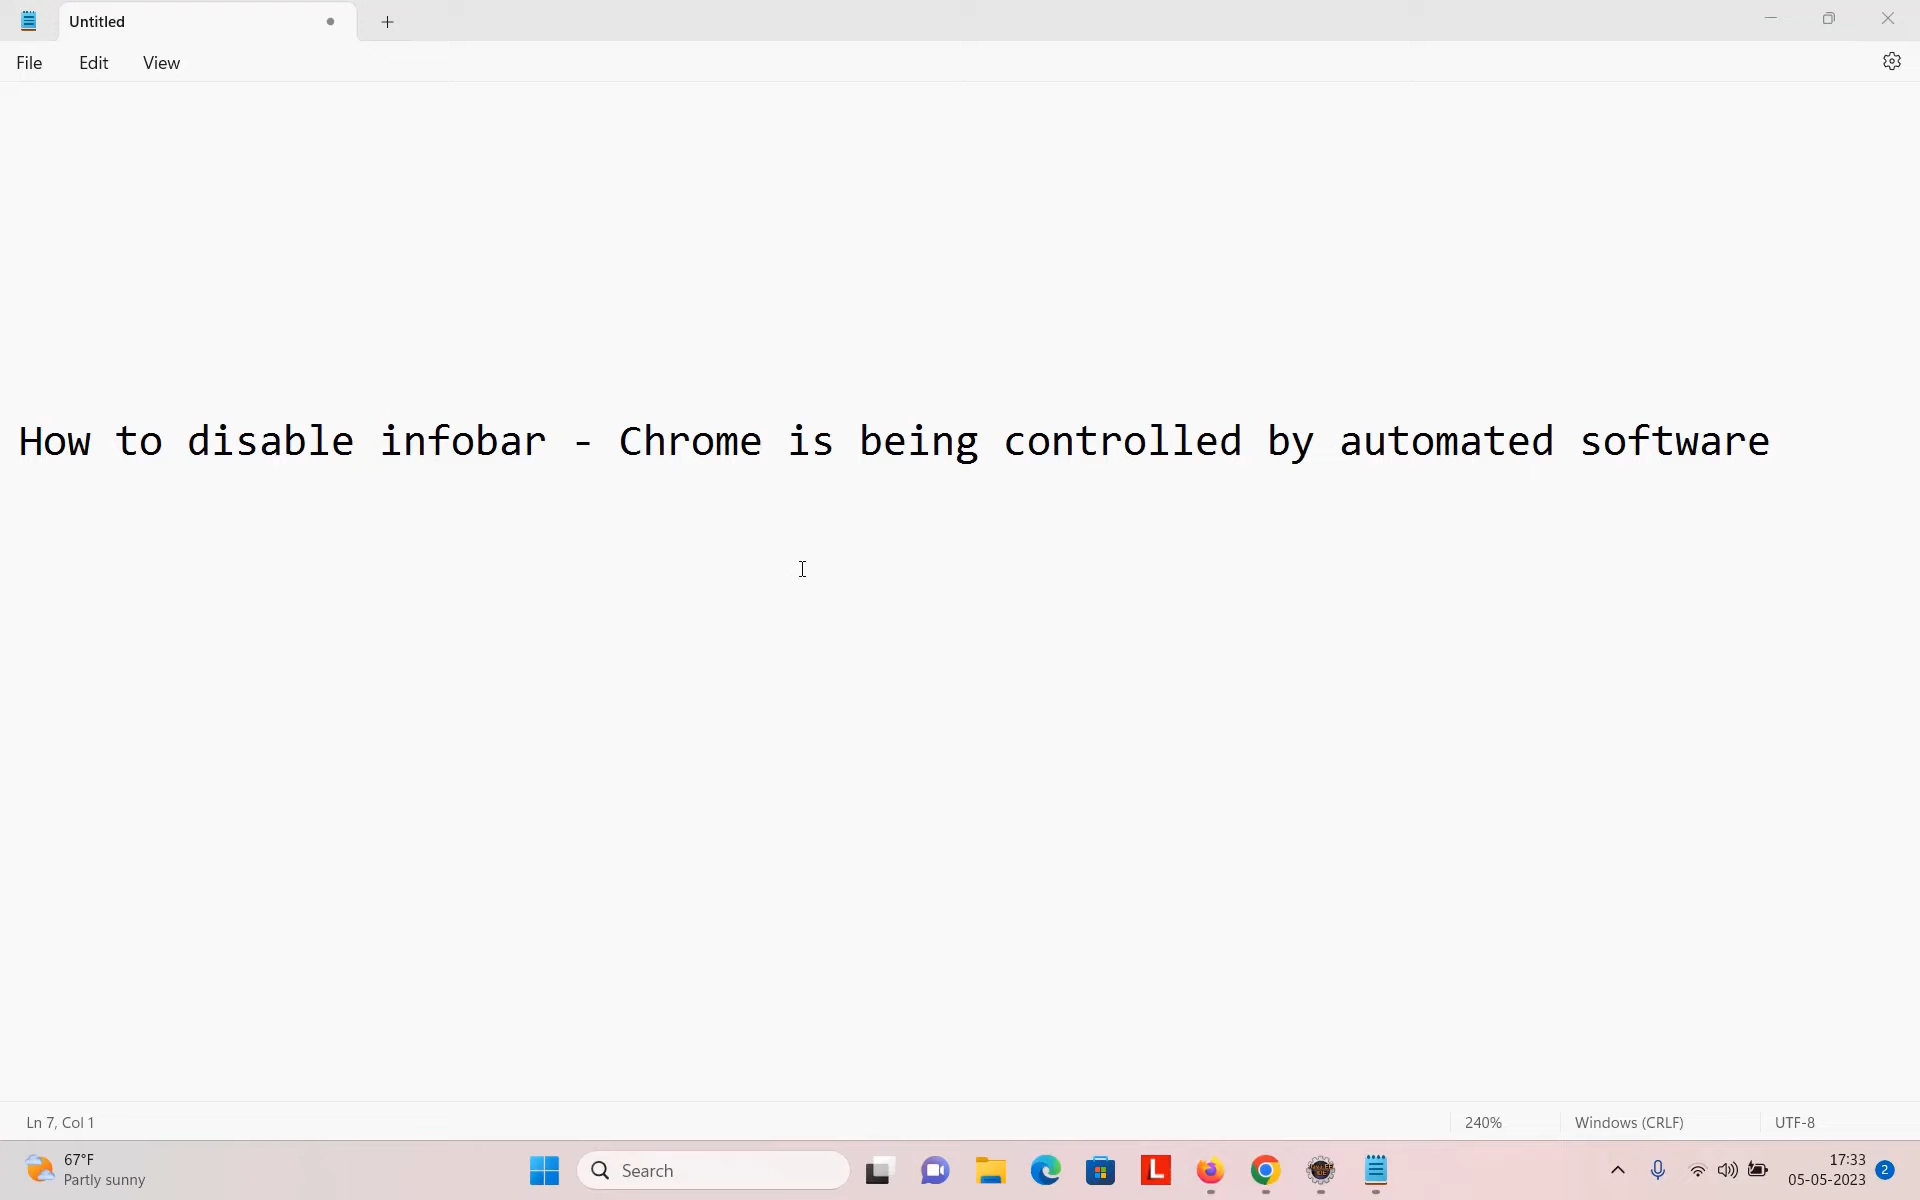 Untitled
File Edit View
How to disable infobar - Chrome is being controlled by automated software
Ln 7, Col 1
240%
Windows (CRLF)
UTF-8
67°F
Partly sunny
Search
L
17:33
05-05-2023
2